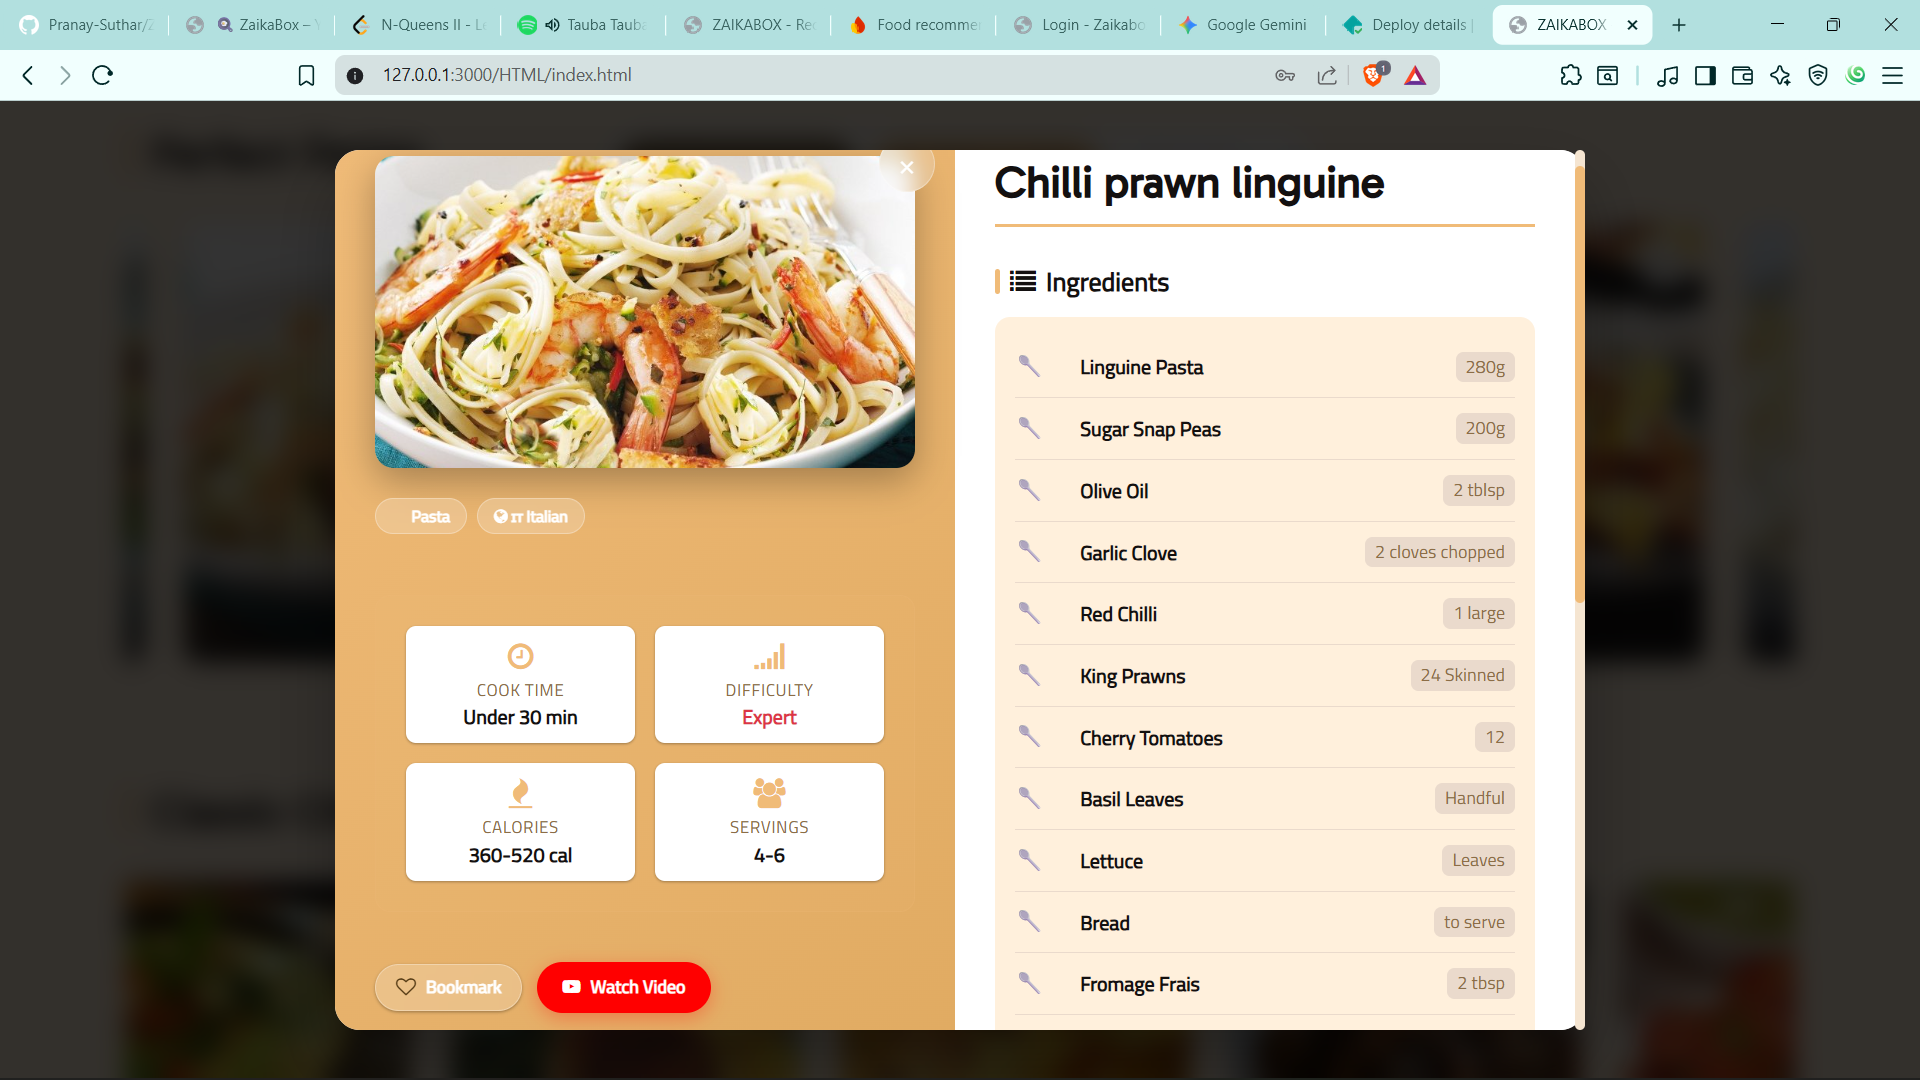 Pranay-Suthar/Z
ZaikaBox –
N-Queens II - Le
Tauba Tauba
ZAIKABOX - Rec
Food recommen
Login - Zaikabo
Google Gemini
Deploy details |
ZAIKABOX
127.0.0.1:3000/HTML/index.html
1
Pasta
IT Italian
COOK TIME
Under 30 min
DIFFICULTY
Expert
CALORIES
360-520 cal
SERVINGS
4-6
Bookmark
Watch Video
Chilli prawn linguine
Ingredients
Linguine Pasta 280g
Sugar Snap Peas 200g
Olive Oil 2 tblsp
Garlic Clove 2 cloves chopped
Red Chilli 1 large
King Prawns 24 Skinned
Cherry Tomatoes 12
Basil Leaves Handful
Lettuce Leaves
Bread to serve
Fromage Frais 2 tbsp